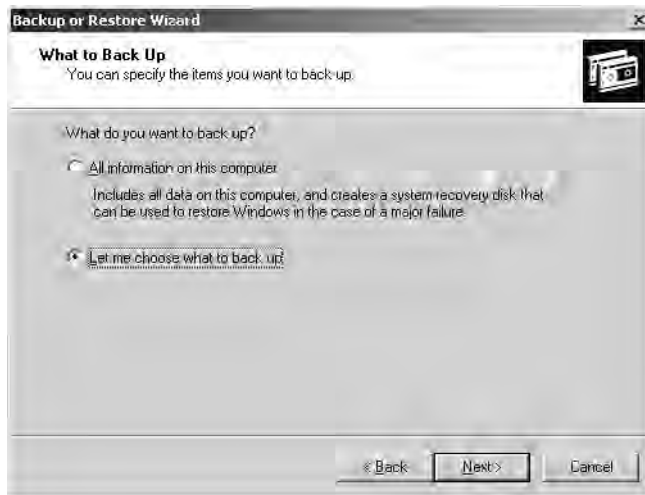 Backup or Restore Wizard
What to Back Up
You can specify the items you want to back up.
What do you want to back up?
All information on this computer
Includes all data on this computer, and creates a system recovery disk that
can be used to restore Windows in the case of a major failure.
Let me choose what to back up
< Back Next > Cancel